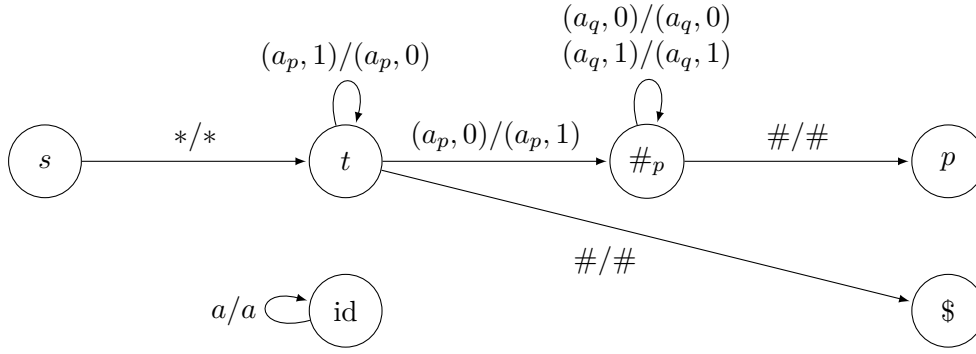 (a_q, 0)/(a_q, 0)
(a_p, 1)/(a_p, 0)
(a_q, 1)/(a_q, 1)
s
∗/∗
t
(a_p, 0)/(a_p, 1)
#_p
#/#
p
#/#
a/a
id
$